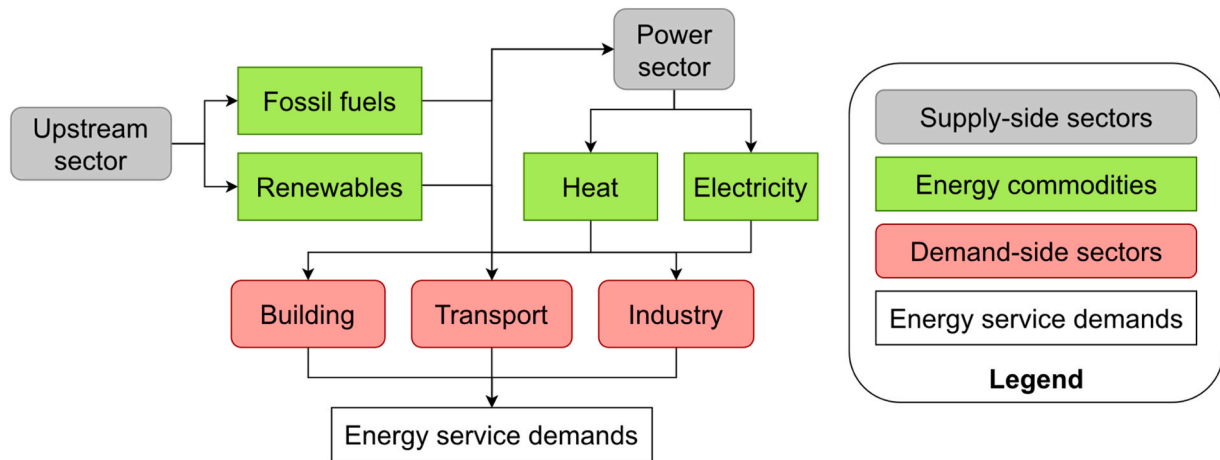 Power
sector
Fossil fuels
Upstream
sector
Renewables
Heat
Electricity
Building
Transport
Industry
Energy service demands
Supply-side sectors
Energy commodities
Demand-side sectors
Energy service demands
Legend